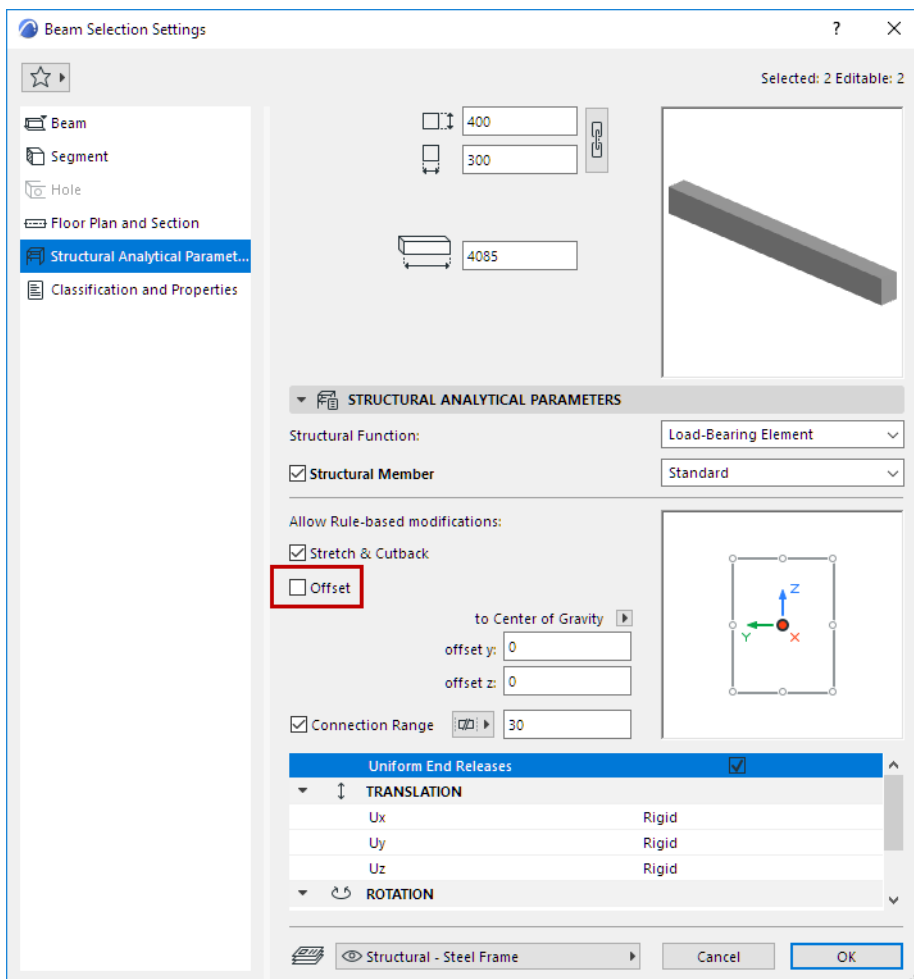 Beam Selection Settings
?
Selected: 2 Editable: 2
Beam
Segment
Hole
Floor Plan and Section
Structural Analytical Paramet...
Classification and Properties
400
300
4085
STRUCTURAL ANALYTICAL PARAMETERS
Structural Function:
Load-Bearing Element
Structural Member
Standard
Allow Rule-based modifications:
Stretch & Cutback
Offset
to Center of Gravity
offset y: 0
offset z: 0
Z
Y
X
Connection Range
30
Uniform End Releases
TRANSLATION
Ux Rigid
Uy Rigid
Uz Rigid
ROTATION
Structural - Steel Frame
Cancel
OK